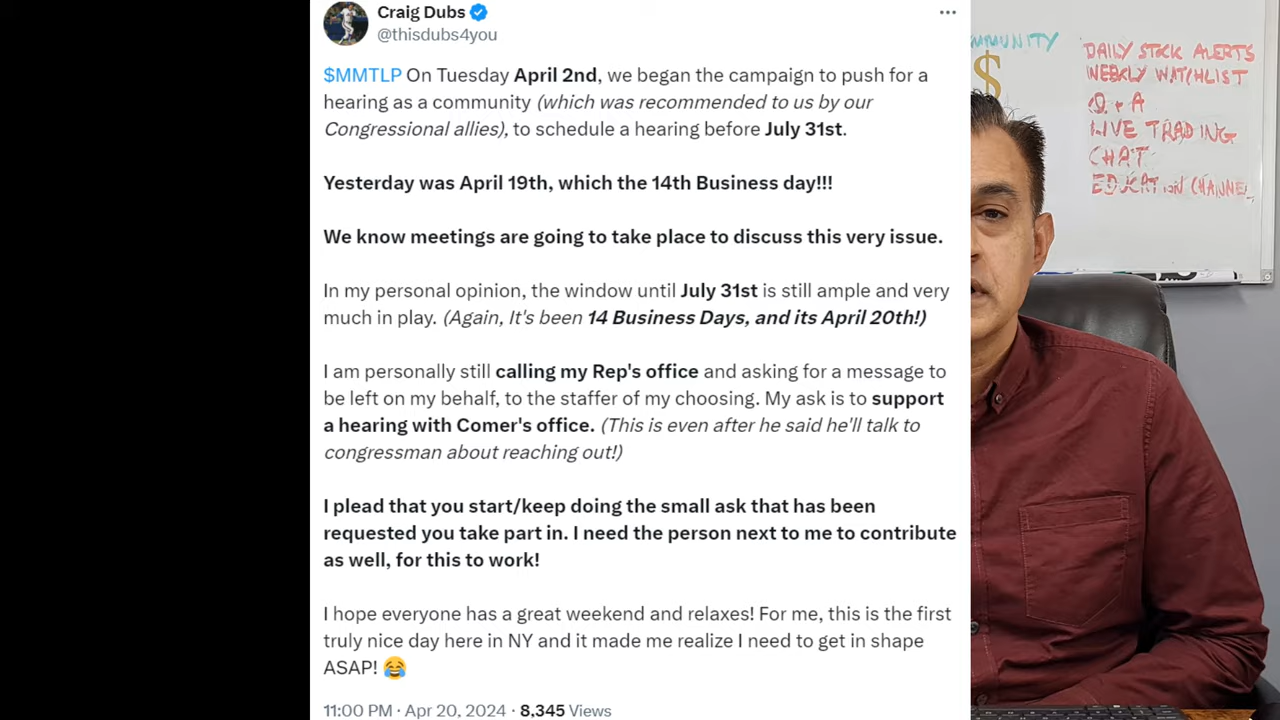 Craig Dubs
@thisdubs4you
$MMTLP On Tuesday April 2nd, we began the campaign to push for a
hearing as a community (which was recommended to us by our
Congressional allies), to schedule a hearing before July 31st.
Yesterday was April 19th, which the 14th Business day!!!
We know meetings are going to take place to discuss this very issue.
In my personal opinion, the window until July 31st is still ample and very
much in play. (Again, It's been 14 Business Days, and its April 20th!)
I am personally still calling my Rep's office and asking for a message to
be left on my behalf, to the staffer of my choosing. My ask is to support
a hearing with Comer's office. (This is even after he said he'll talk to
congressman about reaching out!)
I plead that you start/keep doing the small ask that has been
requested you take part in. I need the person next to me to contribute
as well, for this to work!
I hope everyone has a great weekend and relaxes! For me, this is the first
truly nice day here in NY and it made me realize I need to get in shape
ASAP! 😂
11:00 PM · Apr 20, 2024 · 8,345 Views
$
DAILY STOCK ALERTS
WEEKLY WATCHLIST
Q + A
LIVE TRADING
CHAT
EDUCATION CHANNEL